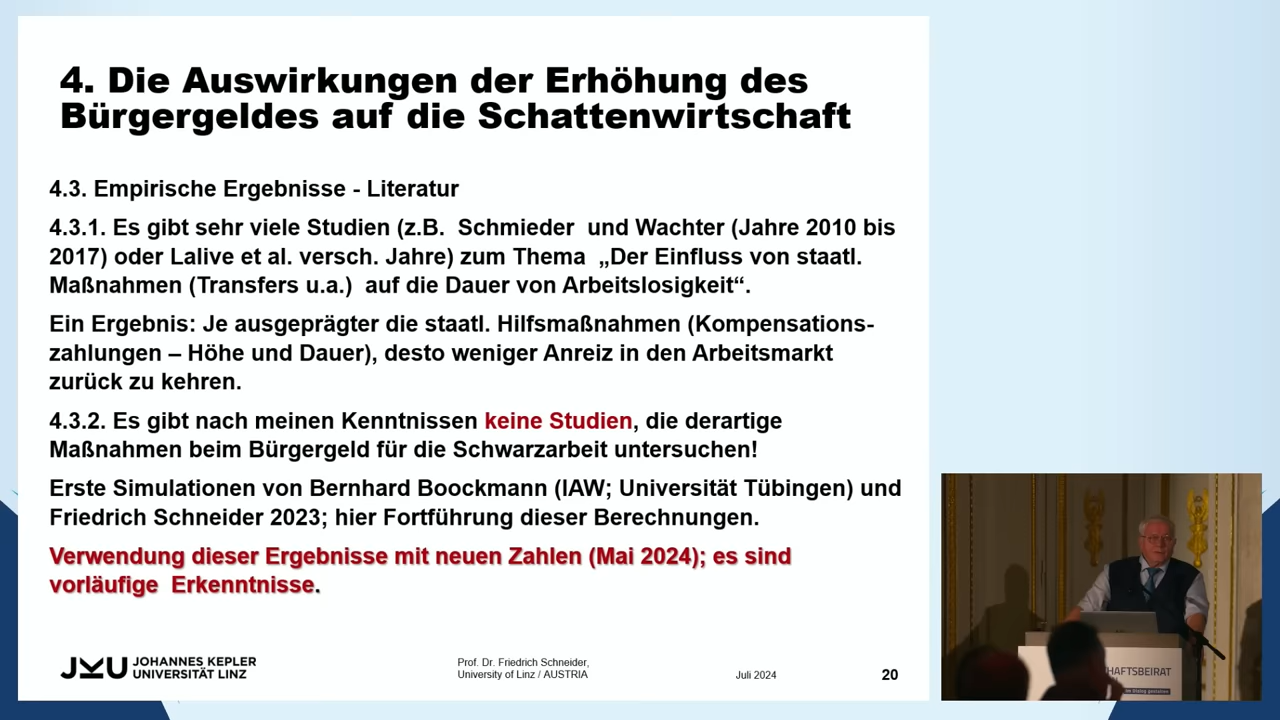 4. Die Auswirkungen der Erhöhung des
Bürgergeldes auf die Schattenwirtschaft
4.3. Empirische Ergebnisse - Literatur
4.3.1. Es gibt sehr viele Studien (z.B. Schmieder und Wachter (Jahre 2010 bis
2017) oder Lalive et al. versch. Jahre) zum Thema „Der Einfluss von staatl.
Maßnahmen (Transfers u.a.) auf die Dauer von Arbeitslosigkeit“.
Ein Ergebnis: Je ausgeprägter die staatl. Hilfsmaßnahmen (Kompensations-
zahlungen – Höhe und Dauer), desto weniger Anreiz in den Arbeitsmarkt
zurück zu kehren.
4.3.2. Es gibt nach meinen Kenntnissen keine Studien, die derartige
Maßnahmen beim Bürgergeld für die Schwarzarbeit untersuchen!
Erste Simulationen von Bernhard Boockmann (IAW; Universität Tübingen) und
Friedrich Schneider 2023; hier Fortführung dieser Berechnungen.
Verwendung dieser Ergebnisse mit neuen Zahlen (Mai 2024); es sind
vorläufige Erkenntnisse.
JKU JOHANNES KEPLER
UNIVERSITÄT LINZ
Prof. Dr. Friedrich Schneider,
University of Linz / AUSTRIA
Juli 2024
20
HAFTSBEIRAT